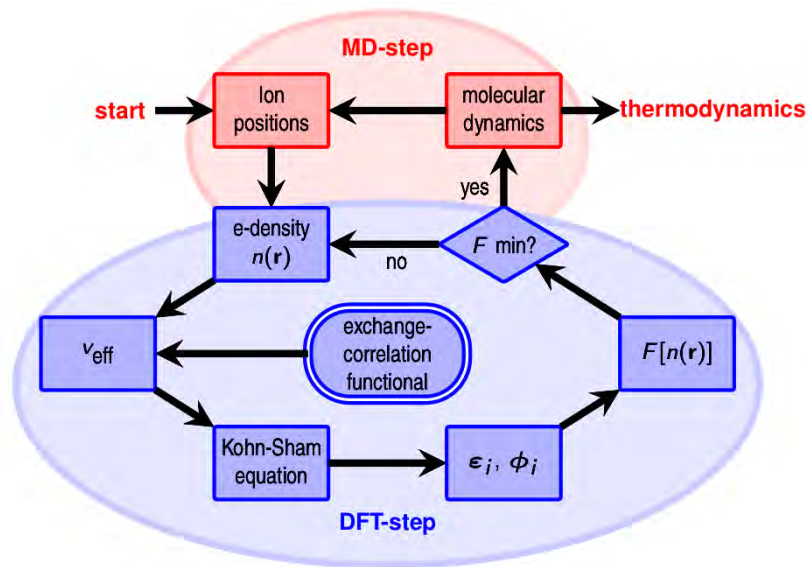 MD-step
start
Ion
positions
molecular
dynamics
thermodynamics
yes
e-density
n(r)
no
F min?
v_eff
exchange-
correlation
functional
F[n(r)]
Kohn-Sham
equation
ε_i, ϕ_i
DFT-step